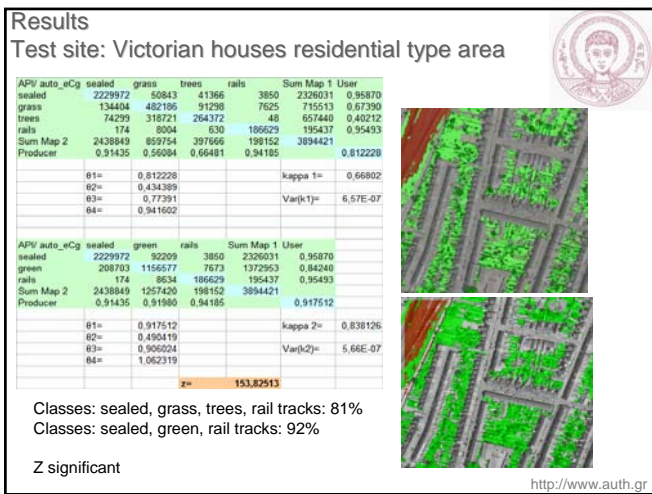 Results
Test site: Victorian houses residential type area
API/ auto_eCg sealed grass trees rails Sum Map 1 User
sealed 2229972 50843 41366 3850 2326031 0,95870
grass 134404 482186 91298 7625 715513 0,67390
trees 74299 318721 264372 48 657440 0,40212
rails 174 8004 630 186629 195437 0,95493
Sum Map 2 2438849 859754 397666 198152 3894421
Producer 0,91435 0,56084 0,66481 0,94185 0,812228
θ1= 0,812228 kappa 1= 0,66802
θ2= 0,434389
θ3= 0,77391 Var(k1)= 6,57E-07
θ4= 0,941602
API/ auto_eCg sealed green rails Sum Map 1 User
sealed 2229972 92209 3850 2326031 0,95870
green 208703 1156577 7673 1372953 0,84240
rails 174 8634 186629 195437 0,95493
Sum Map 2 2438849 1257420 198152 3894421
Producer 0,91435 0,91980 0,94185 0,917512
θ1= 0,917512 kappa 2= 0,838126
θ2= 0,490419
θ3= 0,906024 Var(k2)= 5,66E-07
θ4= 1,062319
z= 153,82513
Classes: sealed, grass, trees, rail tracks: 81%
Classes: sealed, green, rail tracks: 92%
Z significant
http://www.auth.gr